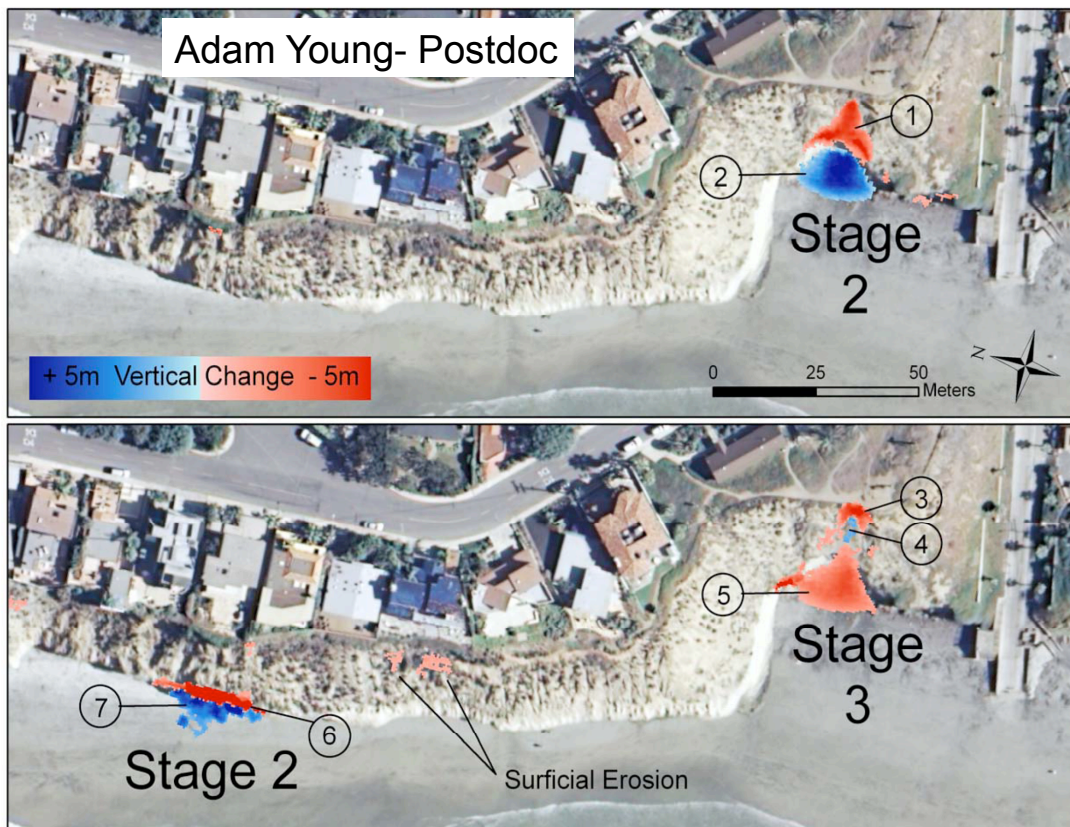 Adam Young- Postdoc
1
2
Stage
2
+ 5m Vertical Change - 5m
0 25 50
Meters
N
3
4
5
Stage
3
7
6
Stage 2
Surficial Erosion